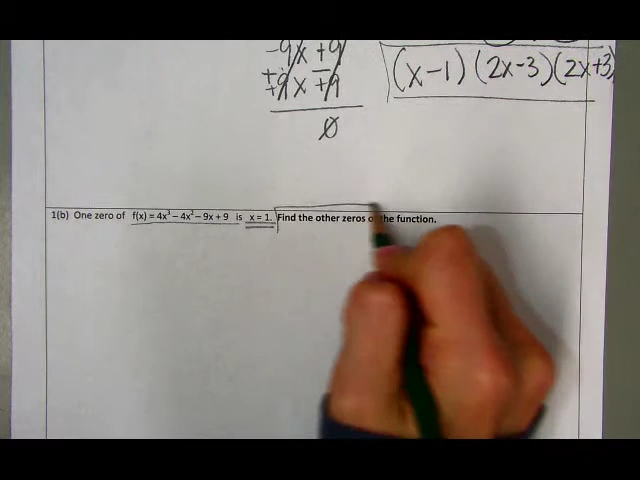 -9x +9
+9x +9
0
(x-1)(2x-3)(2x+3)
1(b) One zero of f(x) = 4x³ – 4x² – 9x + 9 is x = 1. Find the other zeros of the function.